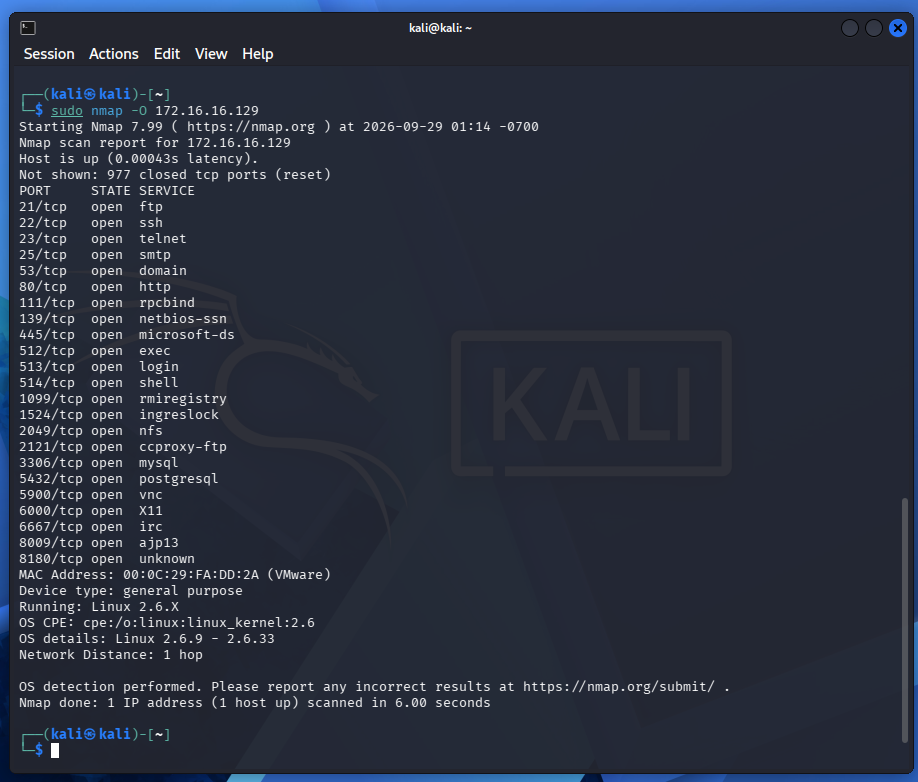 kali@kali: ~
Session Actions Edit View Help
┌──(kali㉿kali)-[~]
└─$ sudo nmap -O 172.16.16.129
Starting Nmap 7.99 ( https://nmap.org ) at 2026-09-29 01:14 -0700
Nmap scan report for 172.16.16.129
Host is up (0.00043s latency).
Not shown: 977 closed tcp ports (reset)
PORT     STATE SERVICE
21/tcp   open  ftp
22/tcp   open  ssh
23/tcp   open  telnet
25/tcp   open  smtp
53/tcp   open  domain
80/tcp   open  http
111/tcp  open  rpcbind
139/tcp  open  netbios-ssn
445/tcp  open  microsoft-ds
512/tcp  open  exec
513/tcp  open  login
514/tcp  open  shell
1099/tcp open  rmiregistry
1524/tcp open  ingreslock
2049/tcp open  nfs
2121/tcp open  ccproxy-ftp
3306/tcp open  mysql
5432/tcp open  postgresql
5900/tcp open  vnc
6000/tcp open  X11
6667/tcp open  irc
8009/tcp open  ajp13
8180/tcp open  unknown
MAC Address: 00:0C:29:FA:DD:2A (VMware)
Device type: general purpose
Running: Linux 2.6.X
OS CPE: cpe:/o:linux:linux_kernel:2.6
OS details: Linux 2.6.9 - 2.6.33
Network Distance: 1 hop
OS detection performed. Please report any incorrect results at https://nmap.org/submit/ .
Nmap done: 1 IP address (1 host up) scanned in 6.00 seconds
┌──(kali㉿kali)-[~]
└─$
KALI